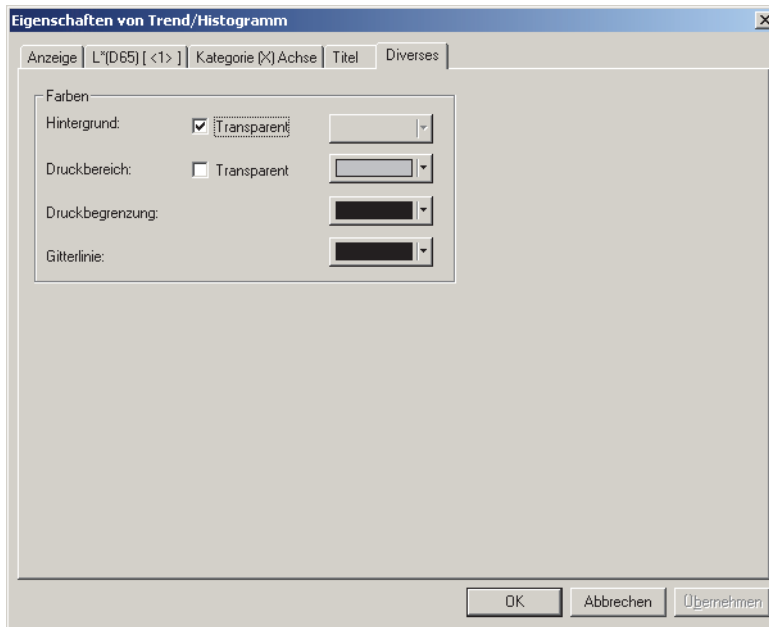 Eigenschaften von Trend/Histogramm
Anzeige L*(D65) [ <1> ] Kategorie (X) Achse Titel Diverses
Farben
Hintergrund: Transparent
Druckbereich: Transparent
Druckbegrenzung:
Gitterlinie:
OK Abbrechen Übernehmen